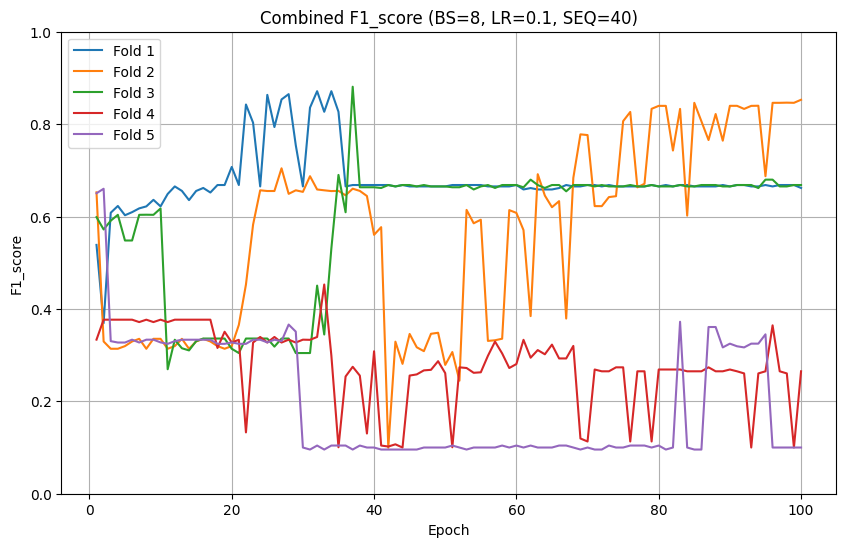 Combined F1_score (BS=8, LR=0.1, SEQ=40)
Fold 1
Fold 2
Fold 3
Fold 4
Fold 5
F1_score
1.0
0.8
0.6
0.4
0.2
0.0
0 20 40 60 80 100
Epoch